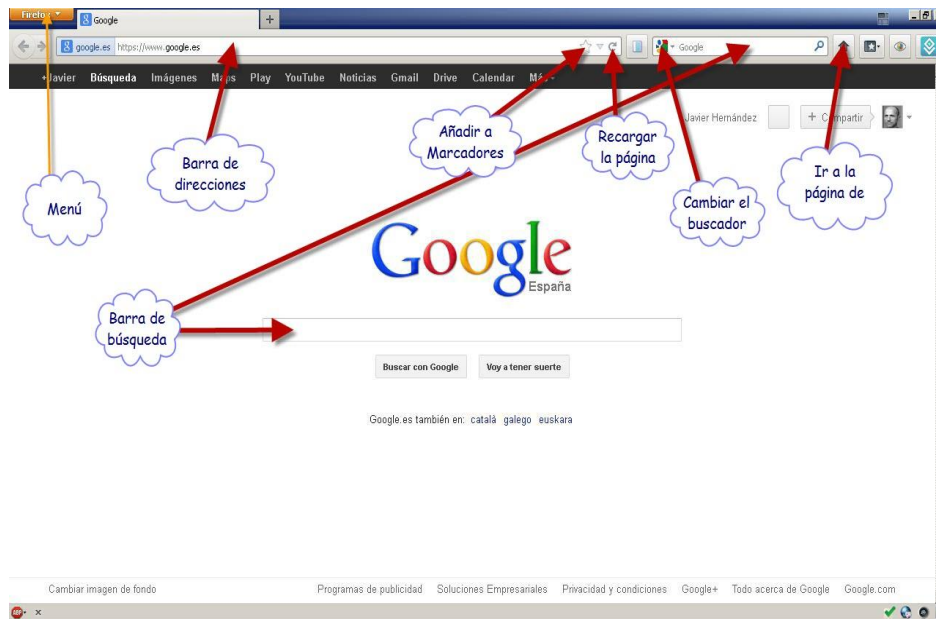 Firefox
Google
google.es https://www.google.es
Google
+Javier Búsqueda Imágenes Maps Play YouTube Noticias Gmail Drive Calendar Más
Javier Hernández
+ Compartir
Menú
Barra de
direcciones
Añadir a
Marcadores
Recargar
la página
Cambiar el
buscador
Ir a la
página de
Google
España
Barra de
búsqueda
Buscar con Google
Voy a tener suerte
Google.es también en: català galego euskara
Cambiar imagen de fondo Programas de publicidad Soluciones Empresariales Privacidad y condiciones Google+ Todo acerca de Google Google.com
ABP